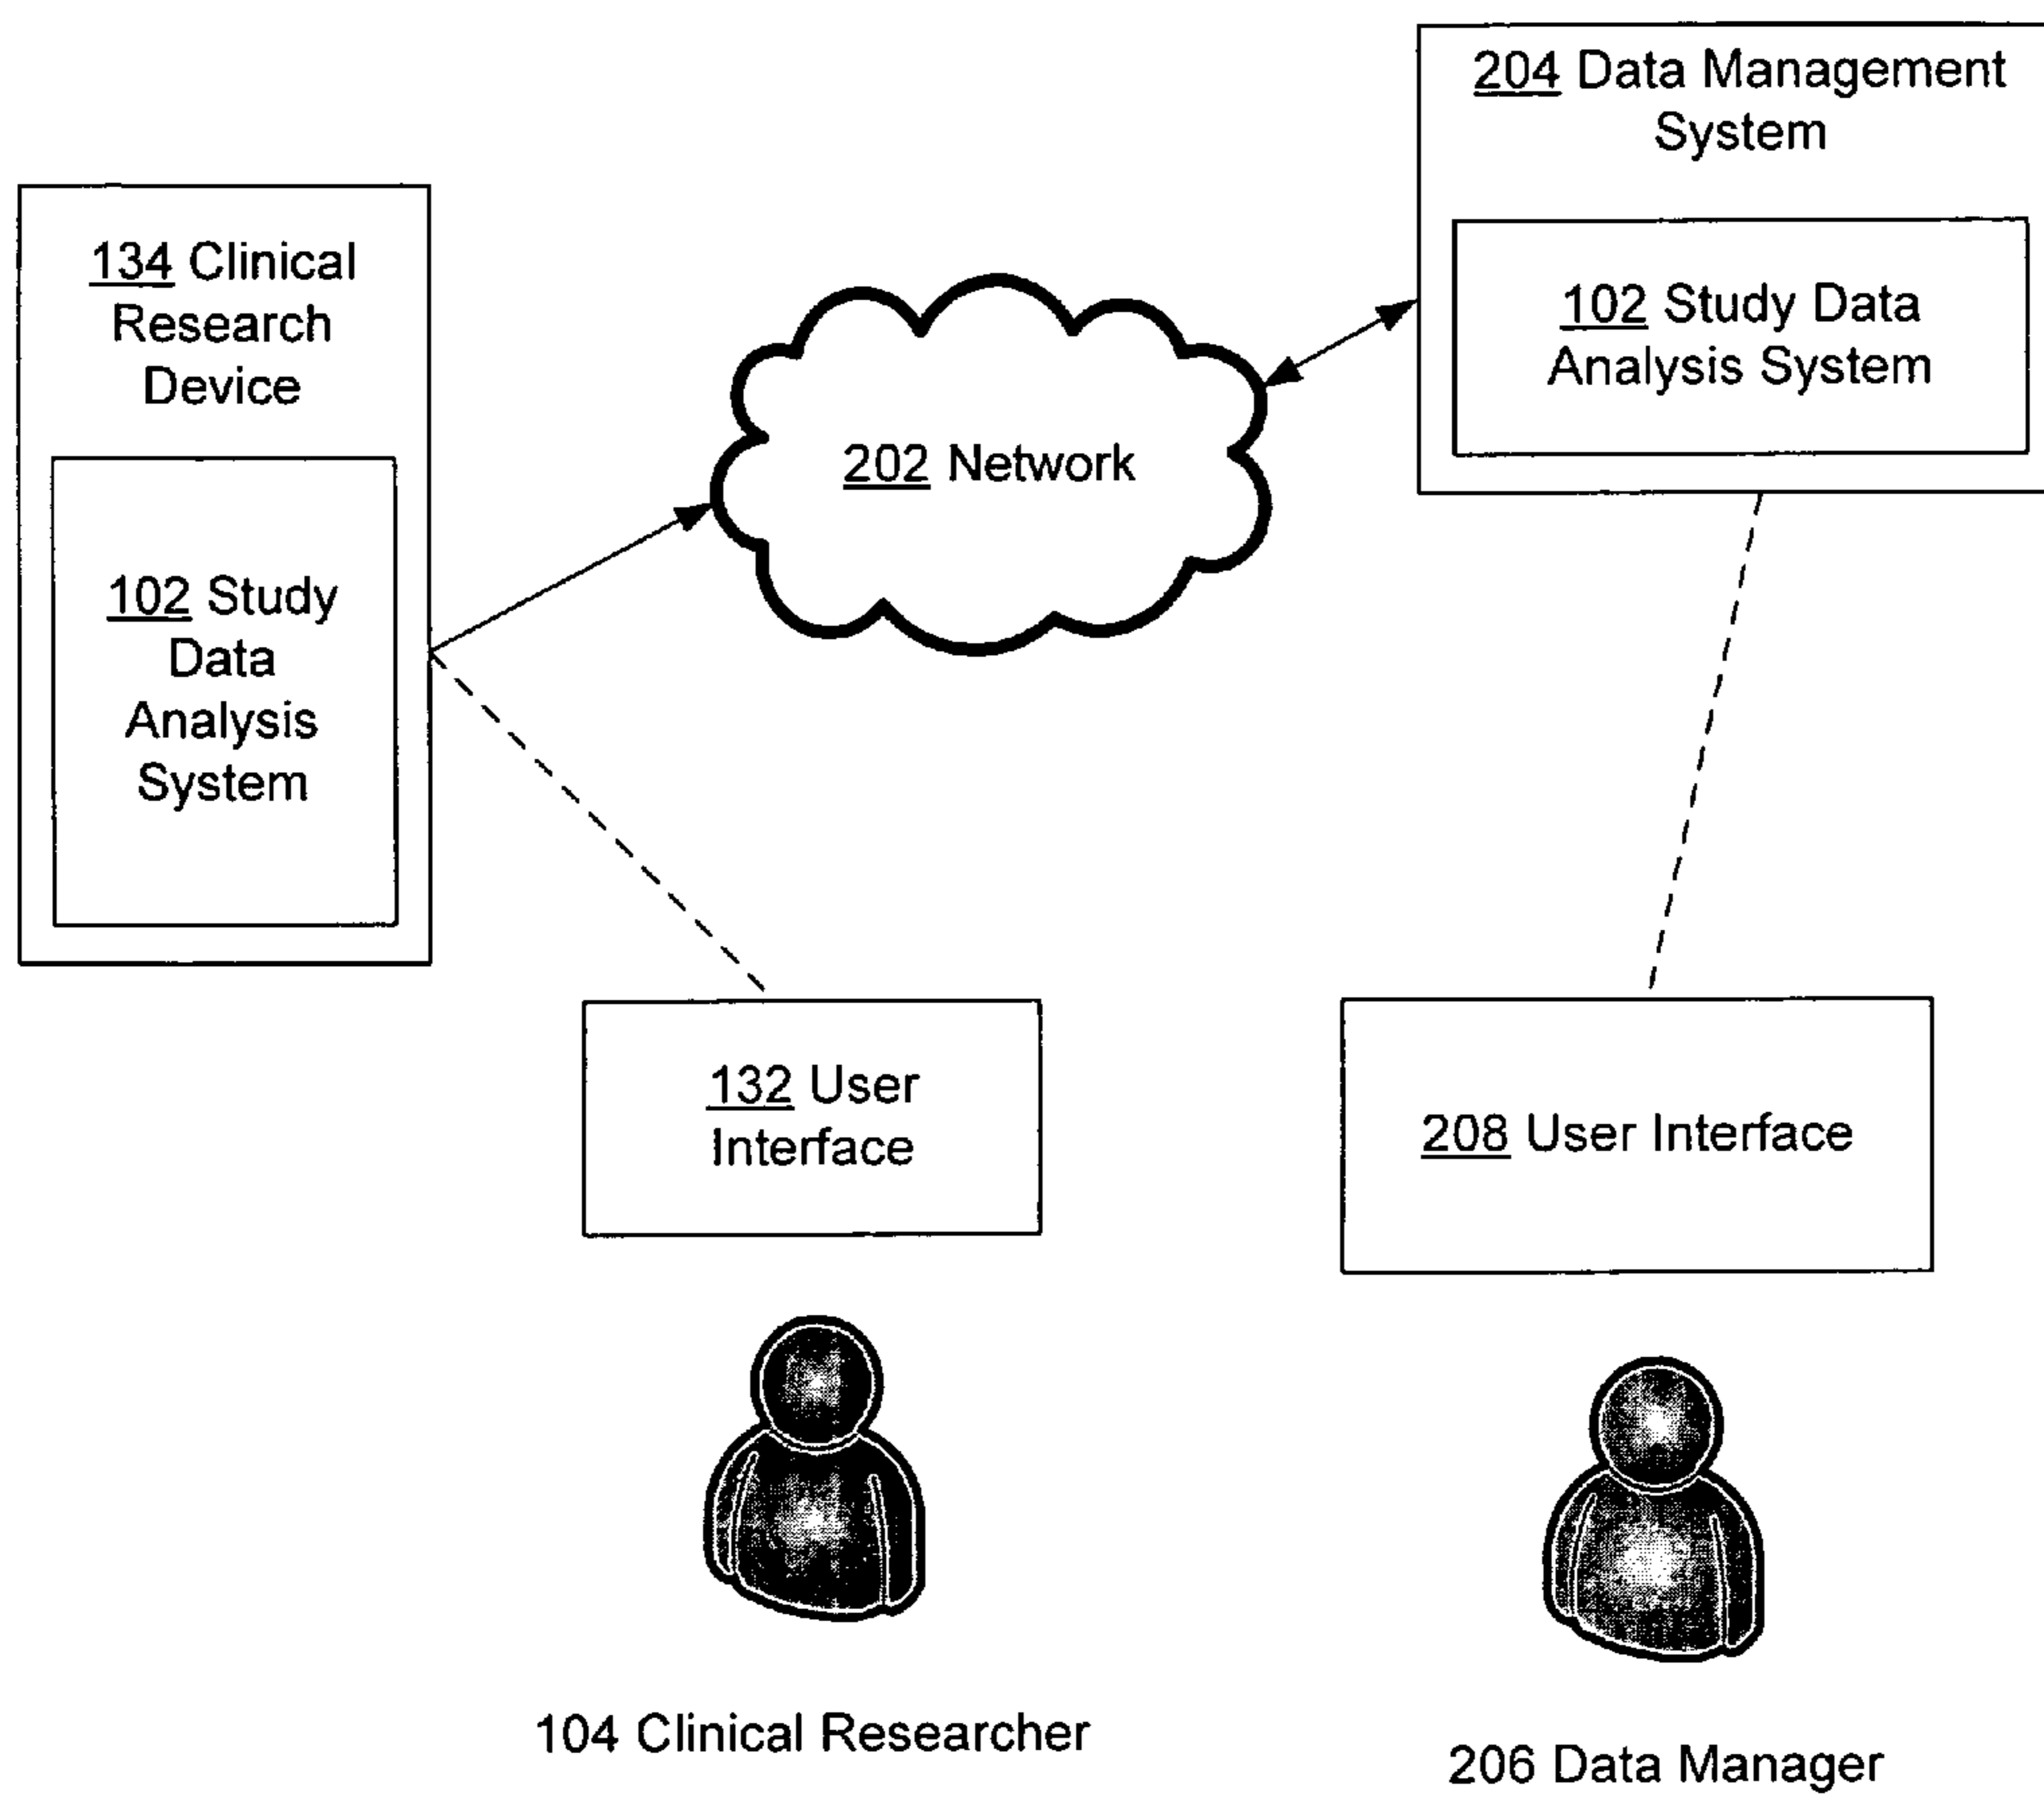 204 Data Management
System
102 Study Data
Analysis System
134 Clinical
Research
Device
102 Study
Data
Analysis
System
202 Network
132 User
Interface
208 User Interface
104 Clinical Researcher
206 Data Manager